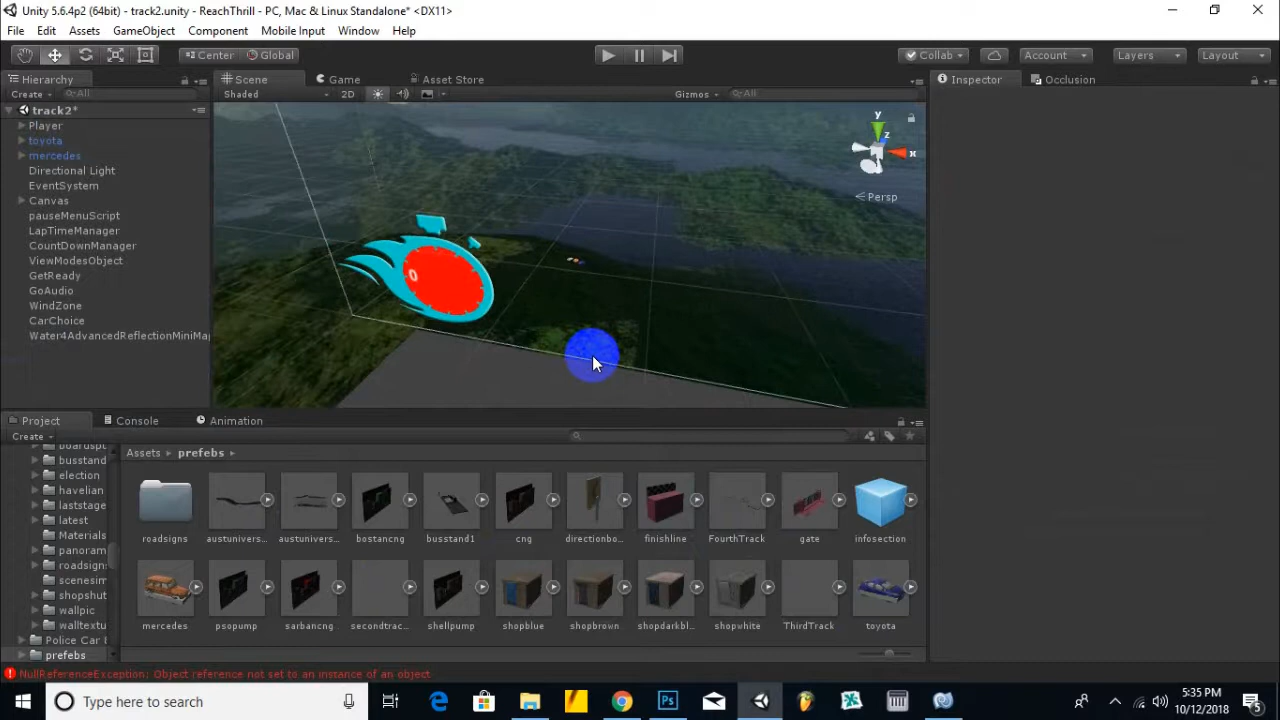 Unity 5.6.4p2 (64bit) - track2.unity - ReachThrill - PC, Mac & Linux Standalone* <DX11>
File Edit Assets GameObject Component Mobile Input Window Help
Center Global Collab Account Layers Layout
Hierarchy Scene Game Asset Store Inspector Occlusion
Create All Shaded 2D Gizmos All
track2*
Player
toyota
mercedes
Directional Light
EventSystem
Canvas
pauseMenuScript
LapTimeManager
CountDownManager
ViewModesObject
GetReady
GoAudio
WindZone
CarChoice
Water4AdvancedReflectionMiniMa
y
z
x
Persp
0
Project Console Animation
Create
Assets prefebs
boardspt
busstand
election
havelian
laststage
latest
Materials
panoram
roadsign
scenesim
shopshut
wallpic
walltextu
Police Car
prefebs
roadsigns austunivers... austunivers... bostancng busstand1 cng directionbo... finishline FourthTrack gate infosection
mercedes psopump sarbancng secondtrac... shellpump shopblue shopbrown shopdarkbl... shopwhite ThirdTrack toyota
NullReferenceException: Object reference not set to an instance of an object
Type here to search
5:35 PM
10/12/2018
5